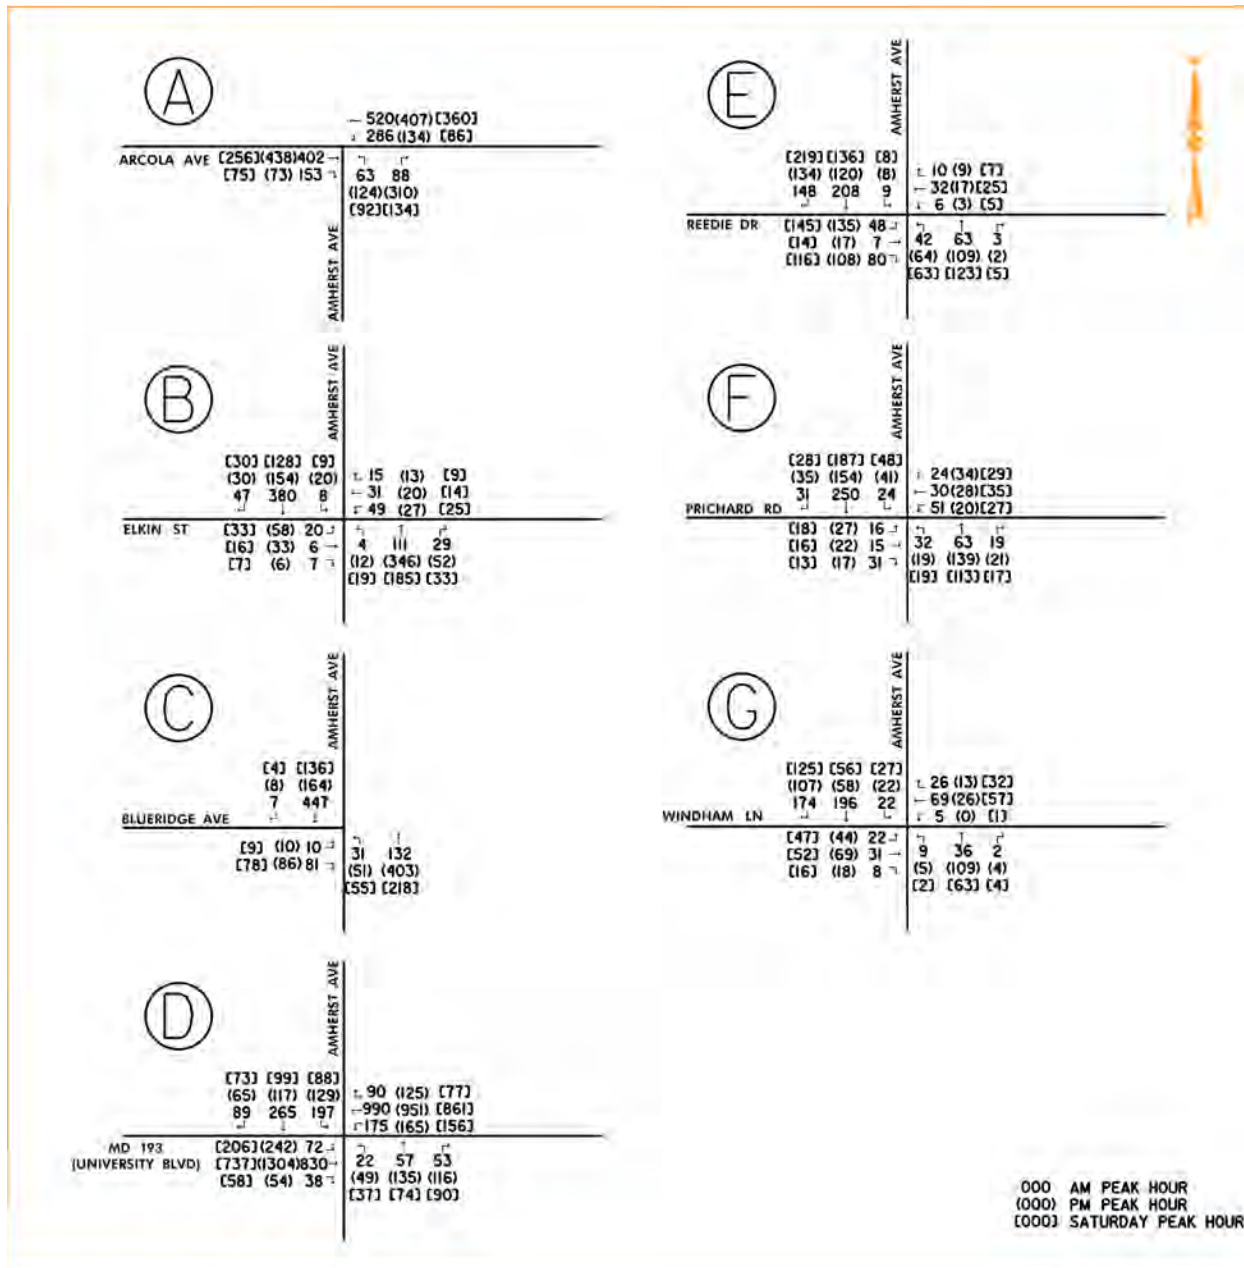 A
AMHERST AVE
520(407)[360]
286(134) [86]
ARCOLA AVE [256](438)402
[75] (73) 153
63 88
(124)(310)
[92][134]
B
AMHERST AVE
[30] [128] [9]
(30) (154) (20)
47 380 8
15 (13) [9]
31 (20) [14]
49 (27) [25]
ELKIN ST [33] (58) 20
[16] (33) 6
[7] (6) 7
4 111 29
(12) (346) (52)
[19] [185] [33]
C
AMHERST AVE
[4] [136]
(8) (164)
7 447
BLUERIDGE AVE
[9] (10) 10
[78] (86) 81
31 132
(51) (403)
[55] [218]
D
AMHERST AVE
[73] [99] [88]
(65) (117) (129)
89 265 197
90 (125) [77]
990 (951) [861]
175 (165) [156]
MD 193
(UNIVERSITY BLVD)
[206](242) 72
[737](1304)830
[58] (54) 38
22 57 53
(49) (135) (116)
[37] [74] [90]
E
AMHERST AVE
[219] [136] [8]
(134) (120) (8)
148 208 9
10 (9) [7]
32(17)[25]
6 (3) [5]
REEDIE DR [145] (135) 48
[14] (17) 7
[116] (108) 80
42 63 3
(64) (109) (2)
[63] [123] [5]
F
AMHERST AVE
[28] [187] [48]
(35) (154) (41)
31 250 24
24(34)[29]
30(28)[35]
51 (20)[27]
PRICHARD RD
[18] (27) 16
[16] (22) 15
[13] (17) 31
32 63 19
(19) (139) (21)
[19] [113] [17]
G
AMHERST AVE
[125] [56] [27]
(107) (58) (22)
174 196 22
26 (13) [32]
69(26)[57]
5 (0) [1]
WINDHAM LN
[47] (44) 22
[52] (69) 31
[16] (18) 8
9 36 2
(5) (109) (4)
[2] [63] [4]
000 AM PEAK HOUR
(000) PM PEAK HOUR
[000] SATURDAY PEAK HOUR